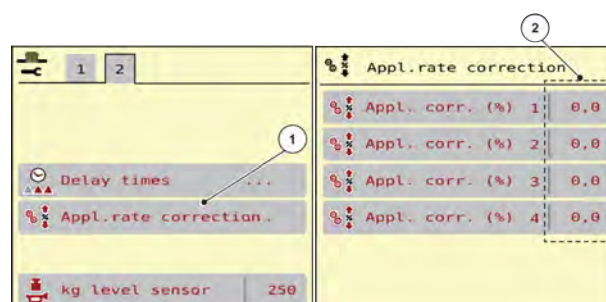 2
1 2
Appl.rate correction
1
Appl. corr. (%) 1 0,0
Appl. corr. (%) 2 0,0
Delay times ...
Appl. corr. (%) 3 0,0
Appl.rate correction.
Appl. corr. (%) 4 0,0
kg level sensor 250